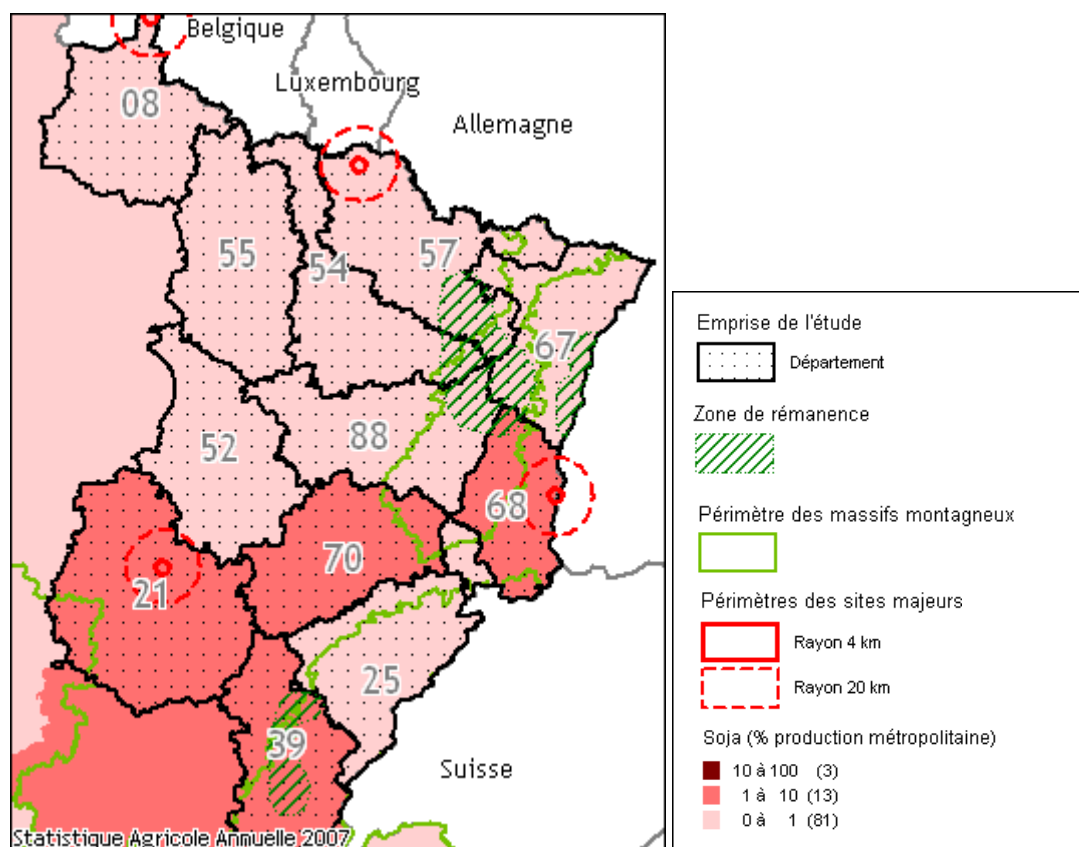 Belgique
08
Luxembourg
Allemagne
55
54
57
67
52
88
68
70
21
25
39
Suisse
Statistique Agricole Annuelle 2007
Emprise de l'étude
Département
Zone de rémanence
Périmètre des massifs montagneux
Périmètres des sites majeurs
Rayon 4 km
Rayon 20 km
Soja (% production métropolitaine)
10 à 100 (3)
1 à 10 (13)
0 à 1 (81)